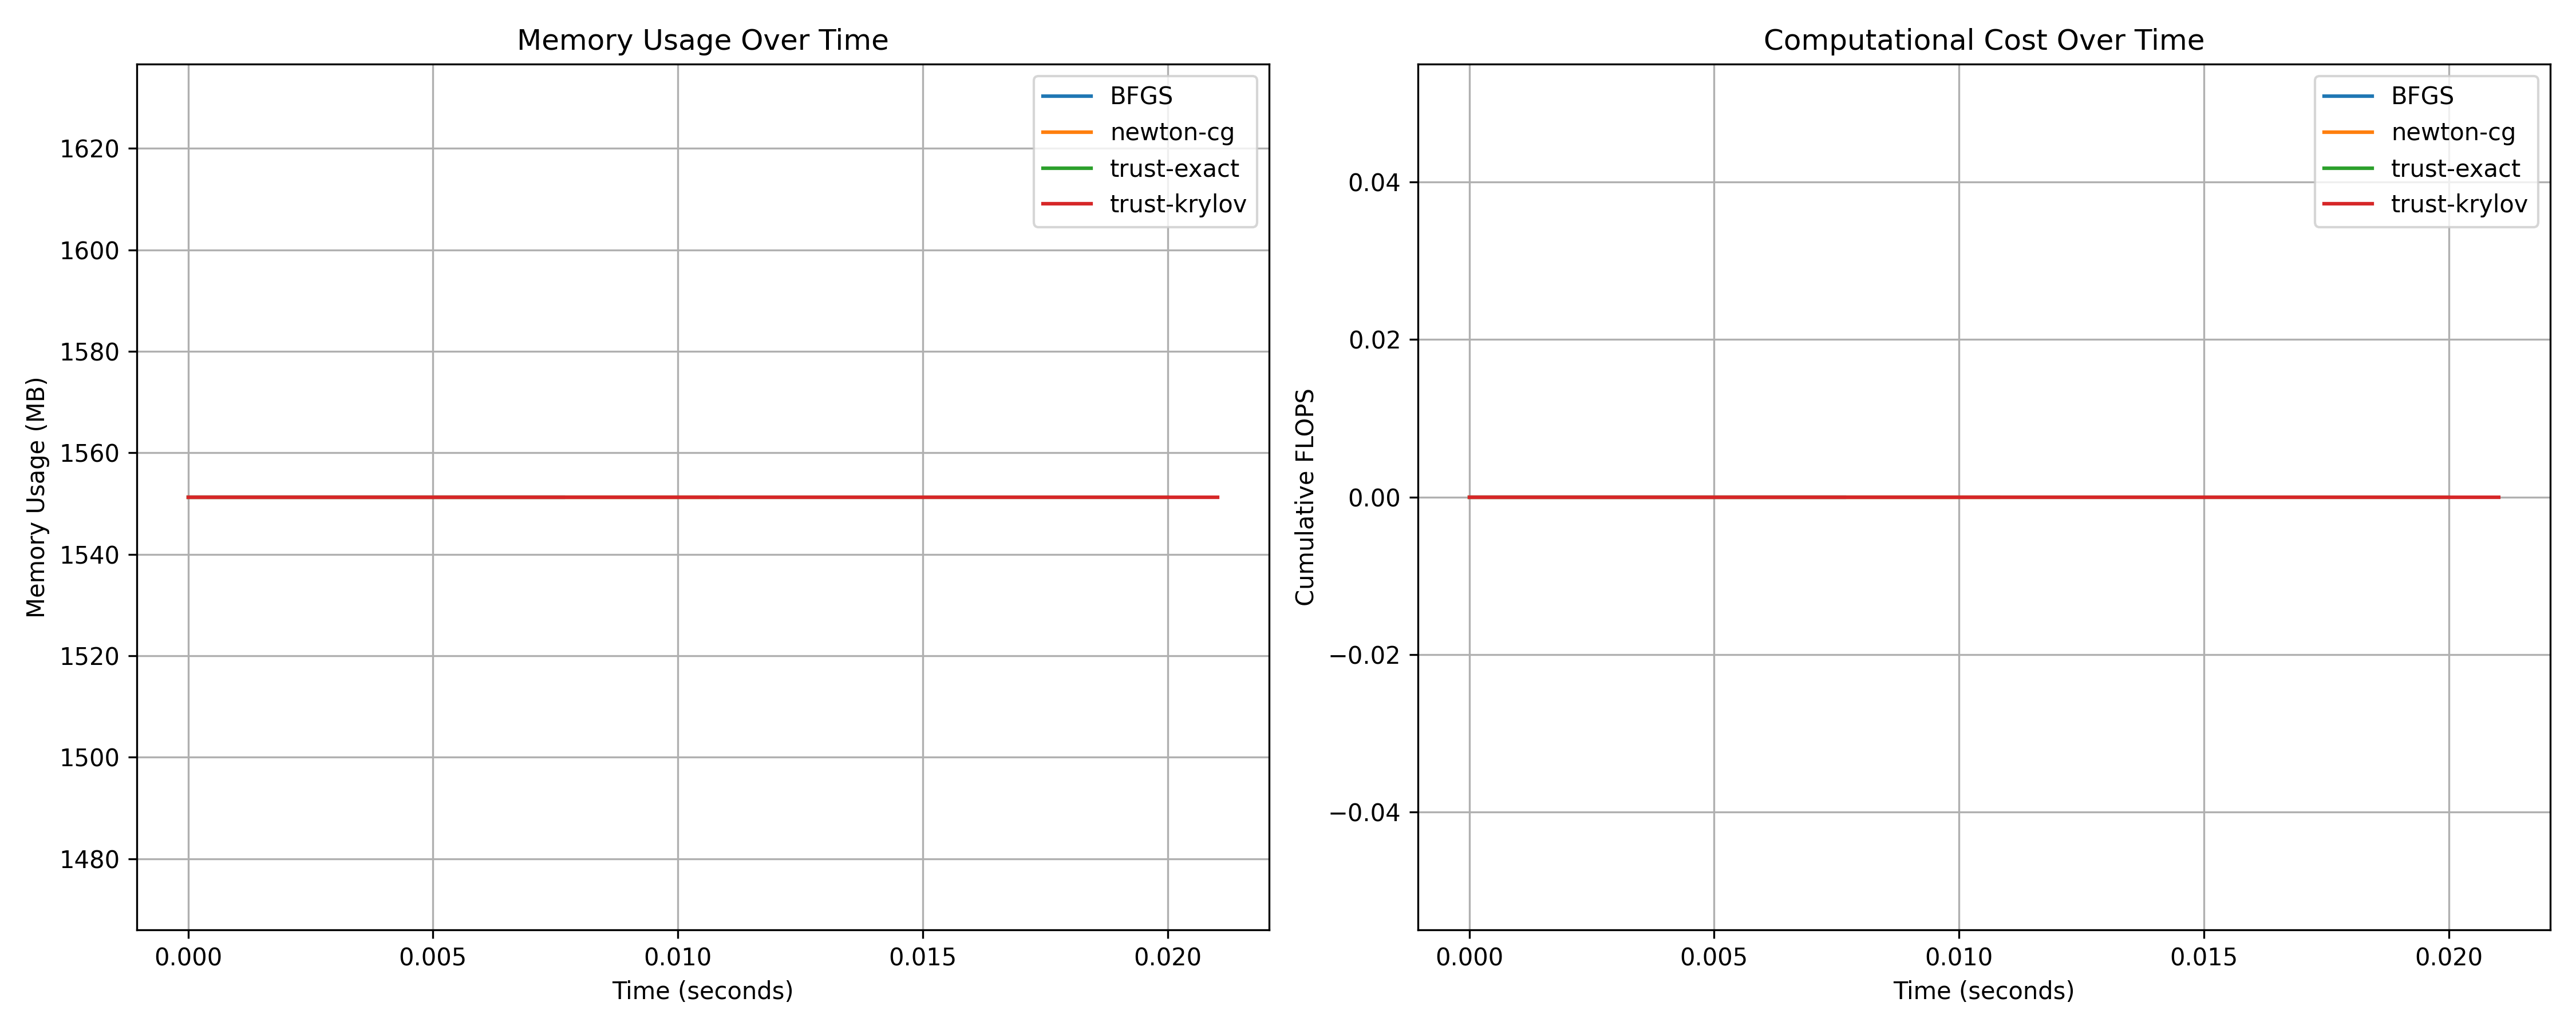 Memory Usage Over Time
Memory Usage (MB)
1620
1600
1580
1560
1540
1520
1500
1480
0.000 0.005 0.010 0.015 0.020
Time (seconds)
BFGS
newton-cg
trust-exact
trust-krylov
Computational Cost Over Time
Cumulative FLOPS
0.04
0.02
0.00
−0.02
−0.04
0.000 0.005 0.010 0.015 0.020
Time (seconds)
BFGS
newton-cg
trust-exact
trust-krylov